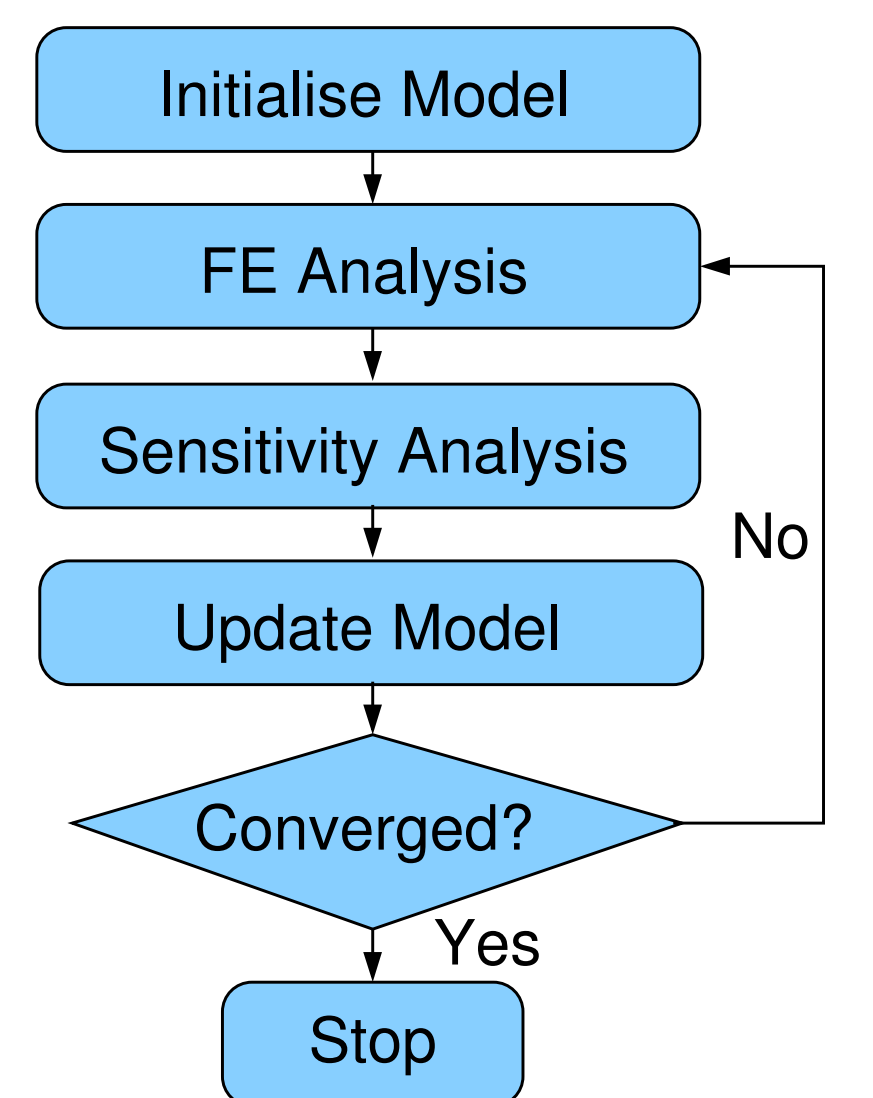 Initialise Model
FE Analysis
Sensitivity Analysis
No
Update Model
Converged?
Yes
Stop